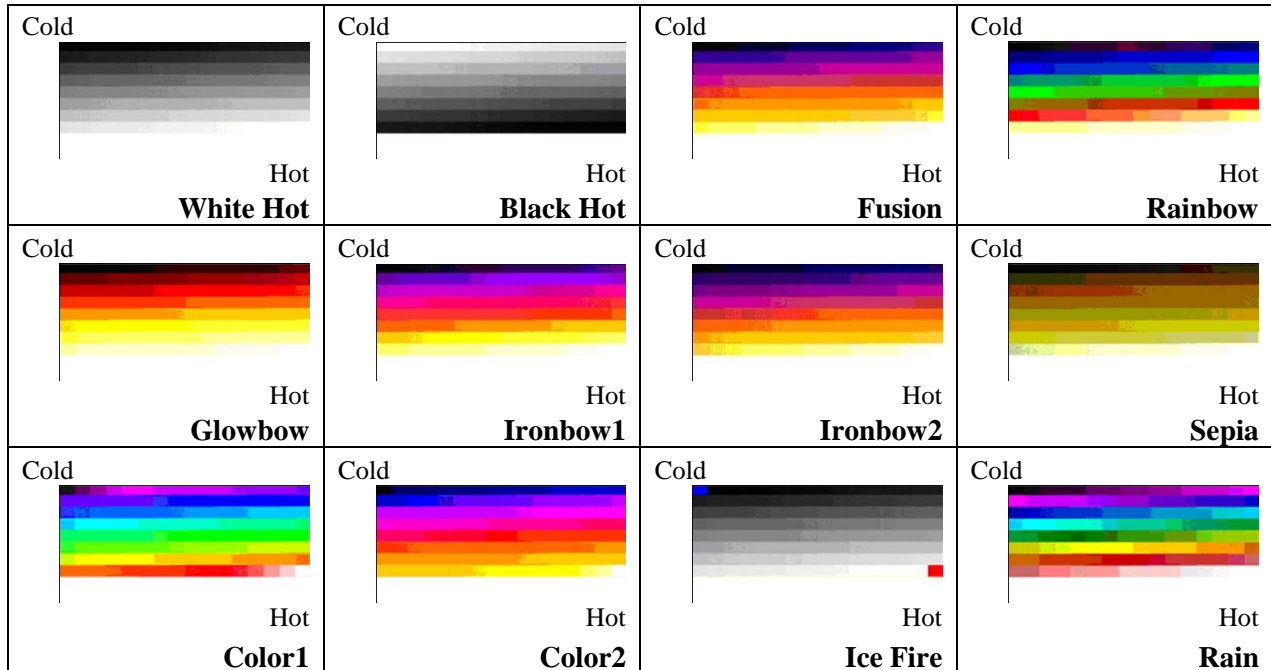 Cold
Hot
White Hot
Cold
Hot
Black Hot
Cold
Hot
Fusion
Cold
Hot
Rainbow
Cold
Hot
Glowbow
Cold
Hot
Ironbow1
Cold
Hot
Ironbow2
Cold
Hot
Sepia
Cold
Hot
Color1
Cold
Hot
Color2
Cold
Hot
Ice Fire
Cold
Hot
Rain